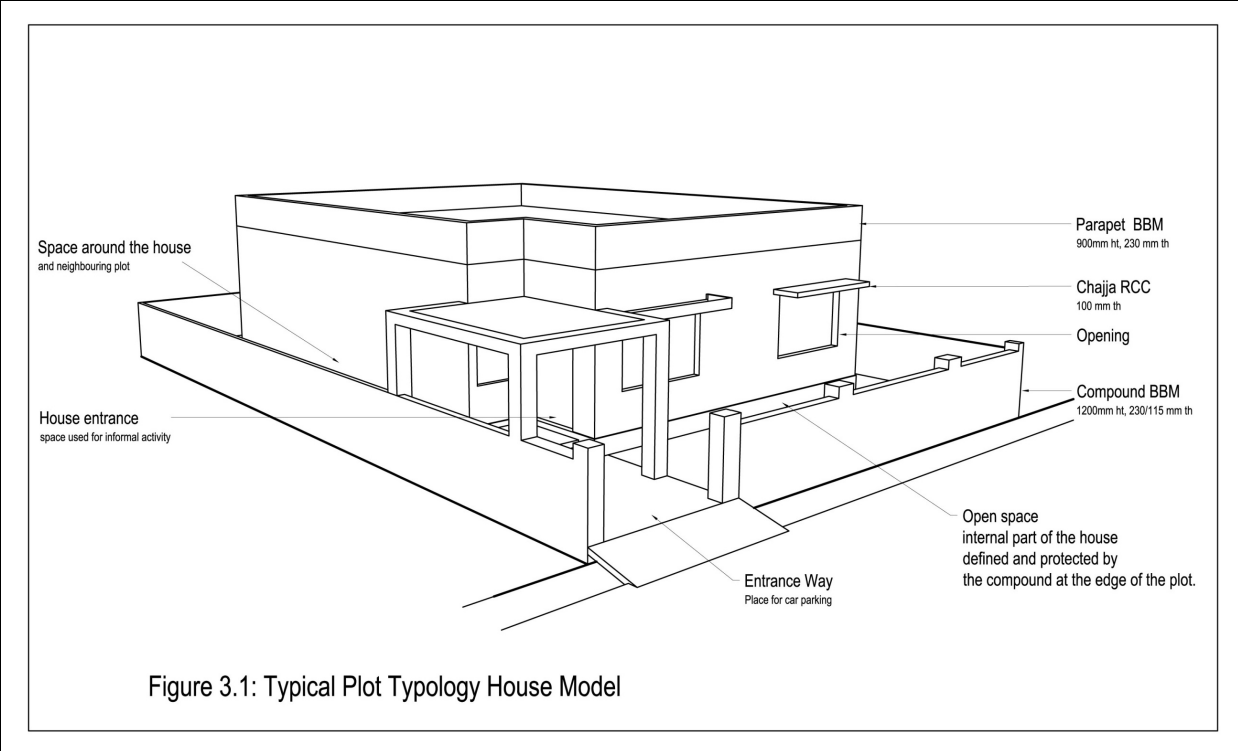 Space around the house
and neighbouring plot
House entrance
space used for informal activity
Parapet BBM
900mm ht, 230 mm th
Chajja RCC
100 mm th
Opening
Compound BBM
1200mm ht, 230/115 mm th
Open space
internal part of the house
defined and protected by
the compound at the edge of the plot.
Entrance Way
Place for car parking
Figure 3.1: Typical Plot Typology House Model